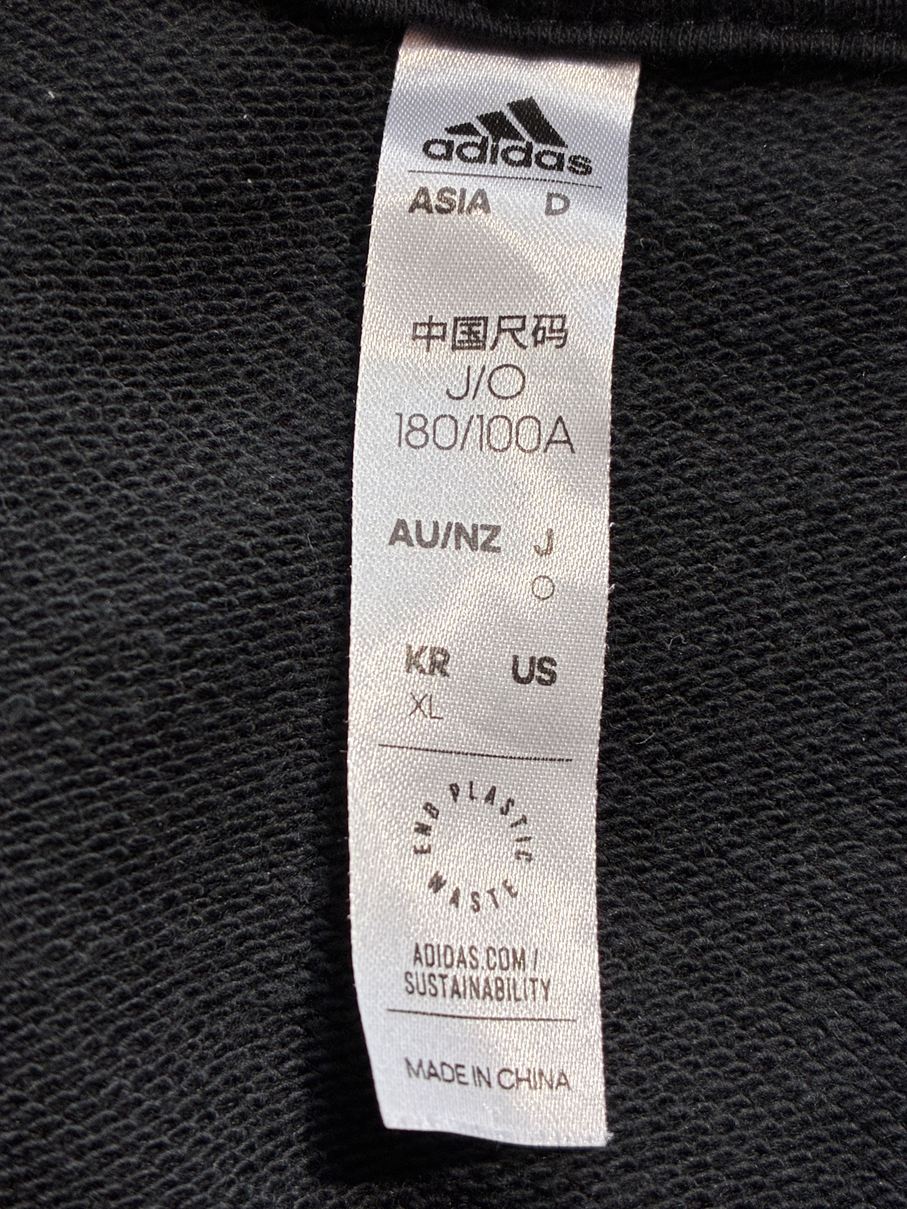 adidas
ASIA D
中国尺码
J/O
180/100A
AU/NZ J
O
KR US
XL
END PLASTIC WASTE
ADIDAS.COM/
SUSTAINABILITY
MADE IN CHINA